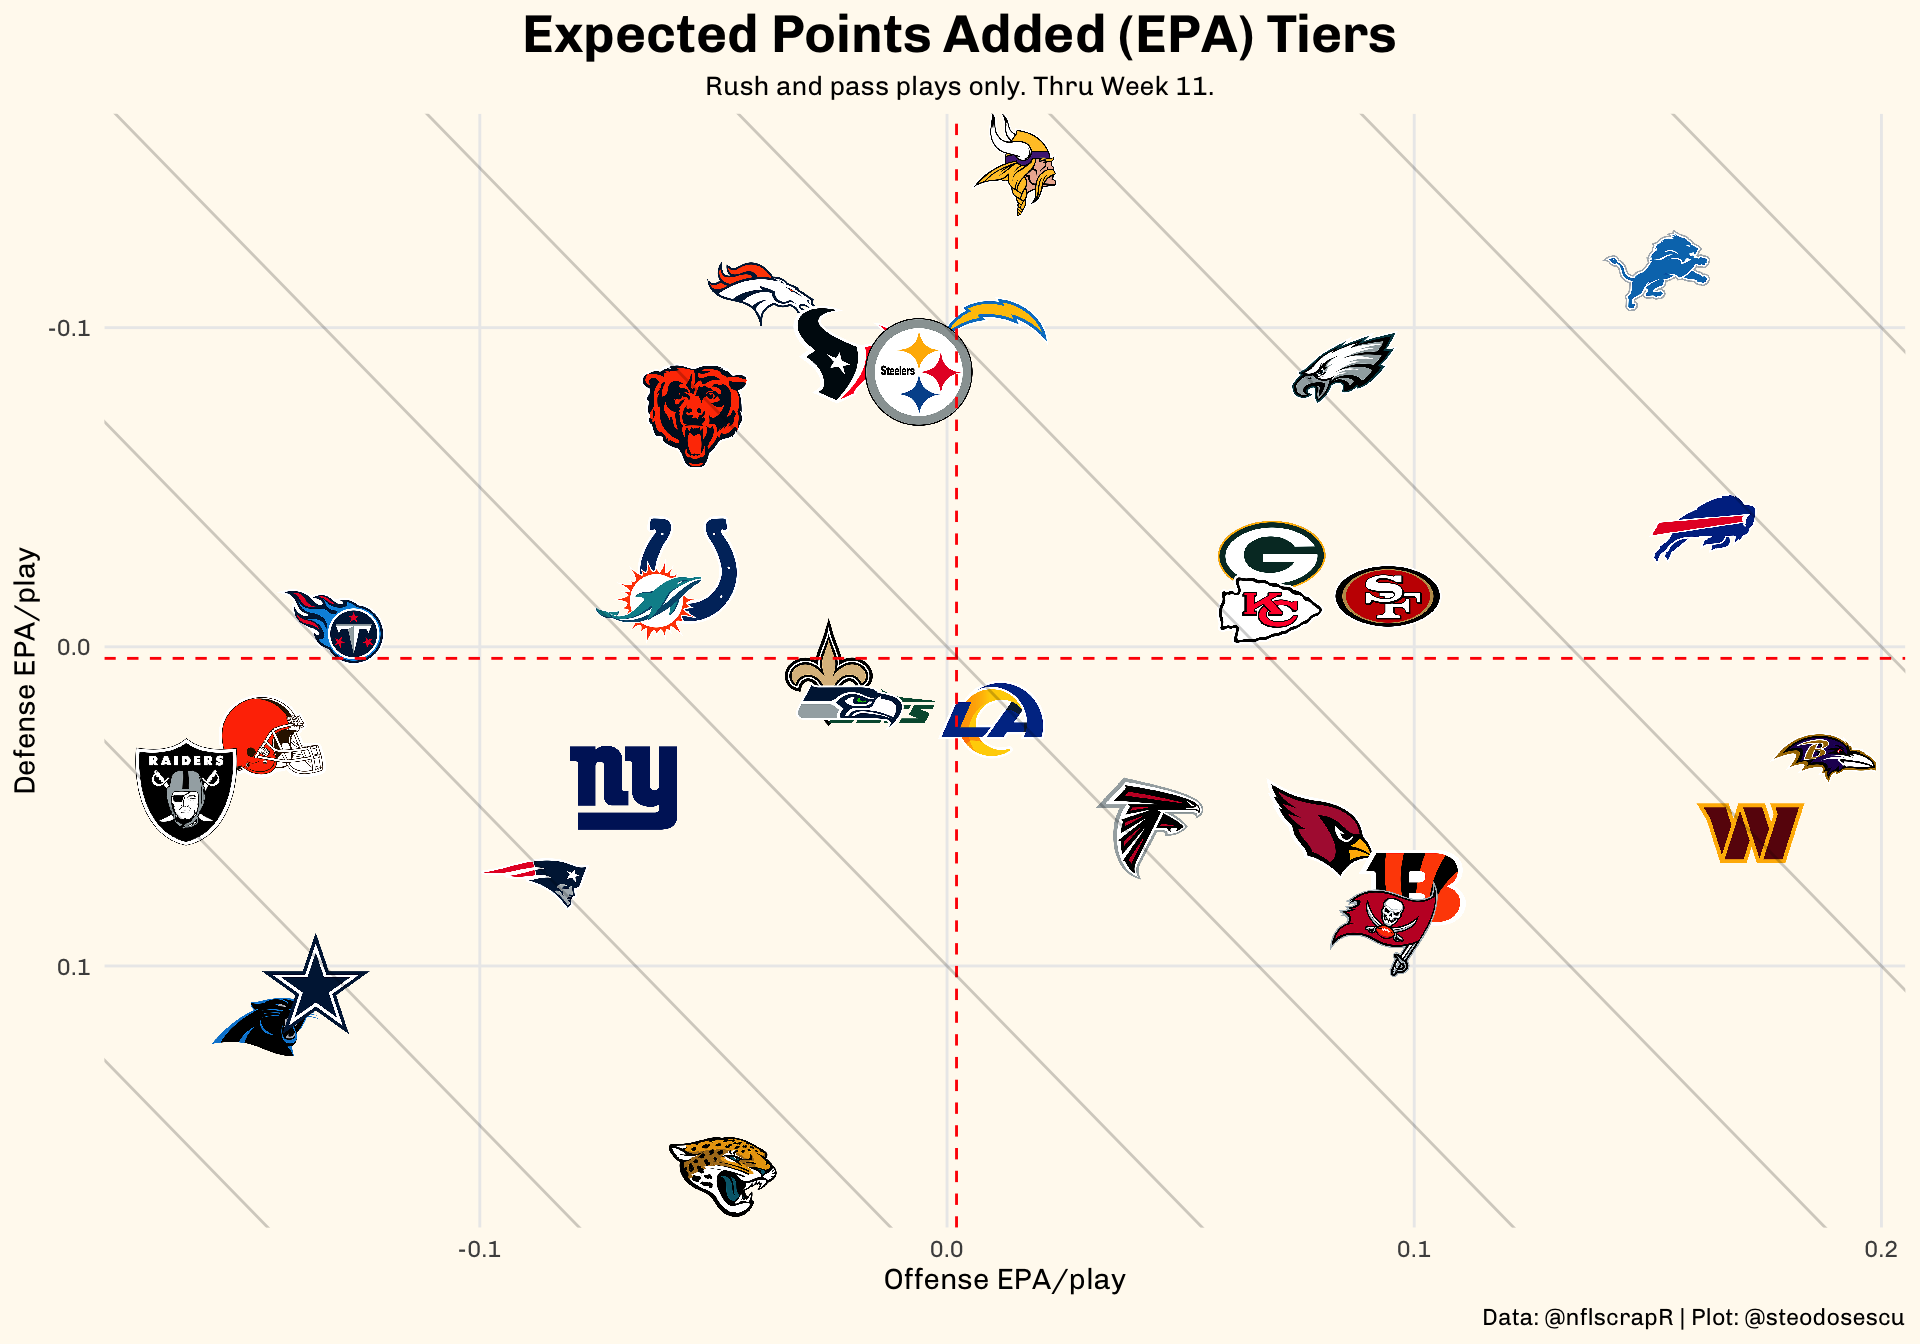 Expected Points Added (EPA) Tiers
Rush and pass plays only. Thru Week 11.
Defense EPA/play
-0.1
0.0
0.1
Steelers
T
G
KC
SF
LA
RAIDERS
ny
B
W
B
-0.1
0.0
0.1
0.2
Offense EPA/play
Data: @nflscrapR | Plot: @steodosescu